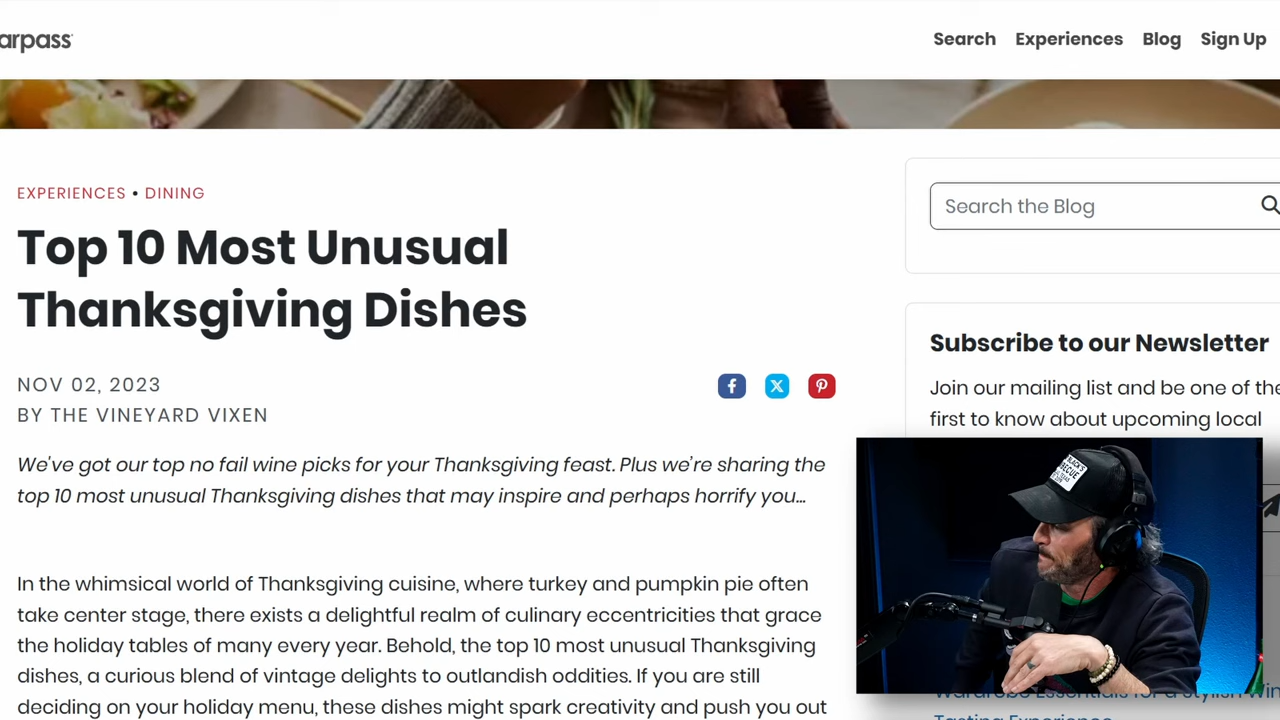 arpass
Search Experiences Blog Sign Up
EXPERIENCES • DINING
Top 10 Most Unusual
Thanksgiving Dishes
NOV 02, 2023
BY THE VINEYARD VIXEN
We've got our top no fail wine picks for your Thanksgiving feast. Plus we're sharing the
top 10 most unusual Thanksgiving dishes that may inspire and perhaps horrify you...
In the whimsical world of Thanksgiving cuisine, where turkey and pumpkin pie often
take center stage, there exists a delightful realm of culinary eccentricities that grace
the holiday tables of many every year. Behold, the top 10 most unusual Thanksgiving
dishes, a curious blend of vintage delights to outlandish oddities. If you are still
deciding on your holiday menu, these dishes might spark creativity and push you out
Search the Blog
Subscribe to our Newsletter
Join our mailing list and be one of the
first to know about upcoming local
Wardrobe Essentials for a Stylish Win
Tasting Experience